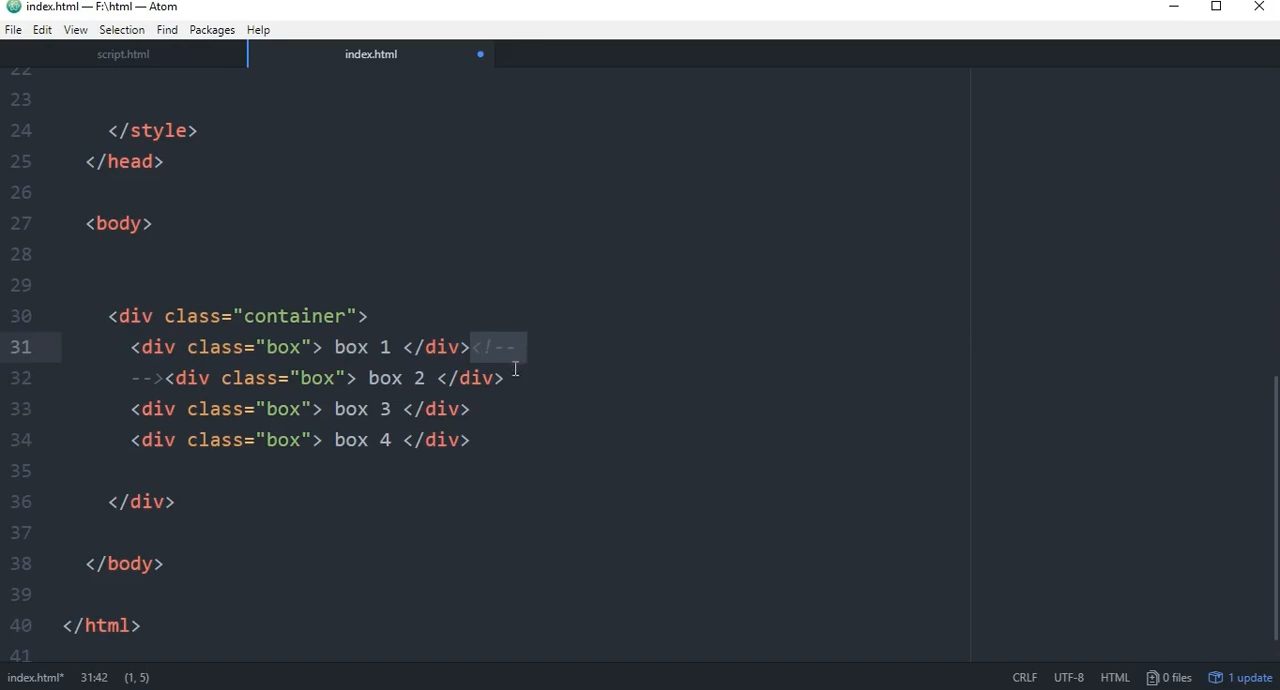 index.html — F:\html — Atom
File Edit View Selection Find Packages Help
script.html index.html
22
23
24 </style>
25 </head>
26
27 <body>
28
29
30 <div class="container">
31 <div class="box"> box 1 </div><!--
32 --><div class="box"> box 2 </div>
33 <div class="box"> box 3 </div>
34 <div class="box"> box 4 </div>
35
36 </div>
37
38 </body>
39
40 </html>
41
index.html* 31:42 (1, 5) CRLF UTF-8 HTML 0 files 1 update